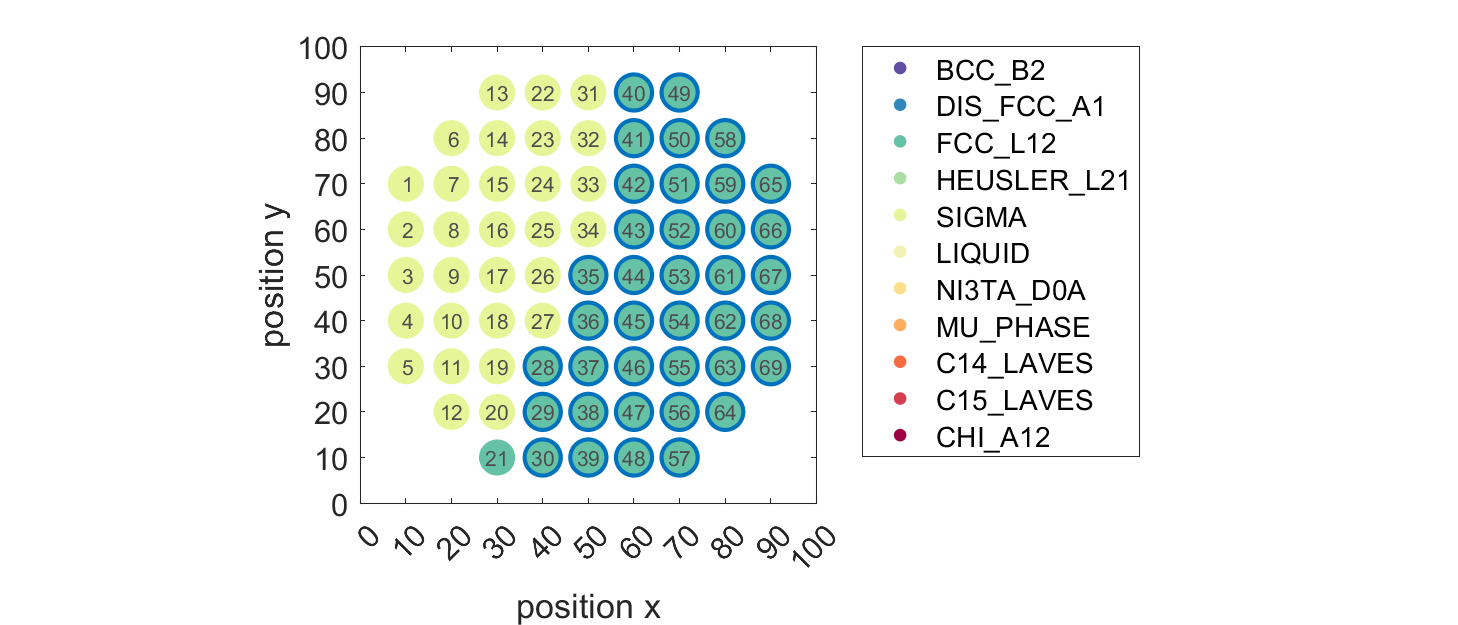 100
90 13 22 31 40 49
80 6 14 23 32 41 50 58
70 1 7 15 24 33 42 51 59 65
60 2 8 16 25 34 43 52 60 66
50 3 9 17 26 35 44 53 61 67
40 4 10 18 27 36 45 54 62 68
30 5 11 19 28 37 46 55 63 69
20 12 20 29 38 47 56 64
10 21 30 39 48 57
0
0 10 20 30 40 50 60 70 80 90 100
position x
position y
BCC_B2
DIS_FCC_A1
FCC_L12
HEUSLER_L21
SIGMA
LIQUID
NI3TA_D0A
MU_PHASE
C14_LAVES
C15_LAVES
CHI_A12